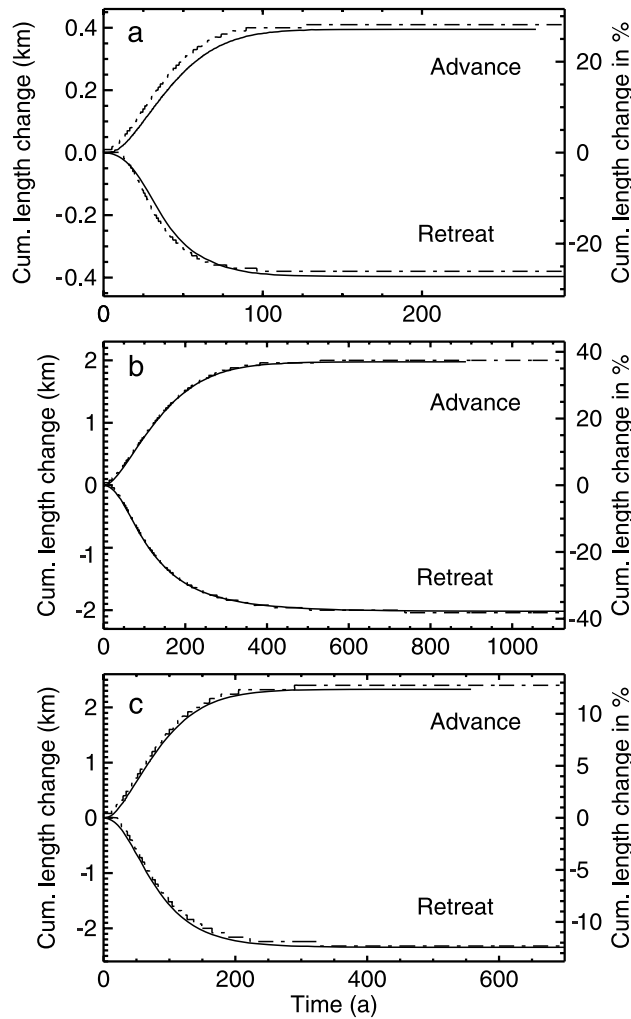 a
Cum. length change (km)
0.4
0.2
0.0
-0.2
-0.4
Advance
Retreat
20
0
-20
Cum. length change in %
0
100
200
b
Cum. length change (km)
2
1
0
-1
-2
Advance
Retreat
40
20
0
-20
-40
Cum. length change in %
0
200
400
600
800
1000
c
Cum. length change (km)
2
1
0
-1
-2
Advance
Retreat
10
5
0
-5
-10
Cum. length change in %
0
200
400
600
Time (a)